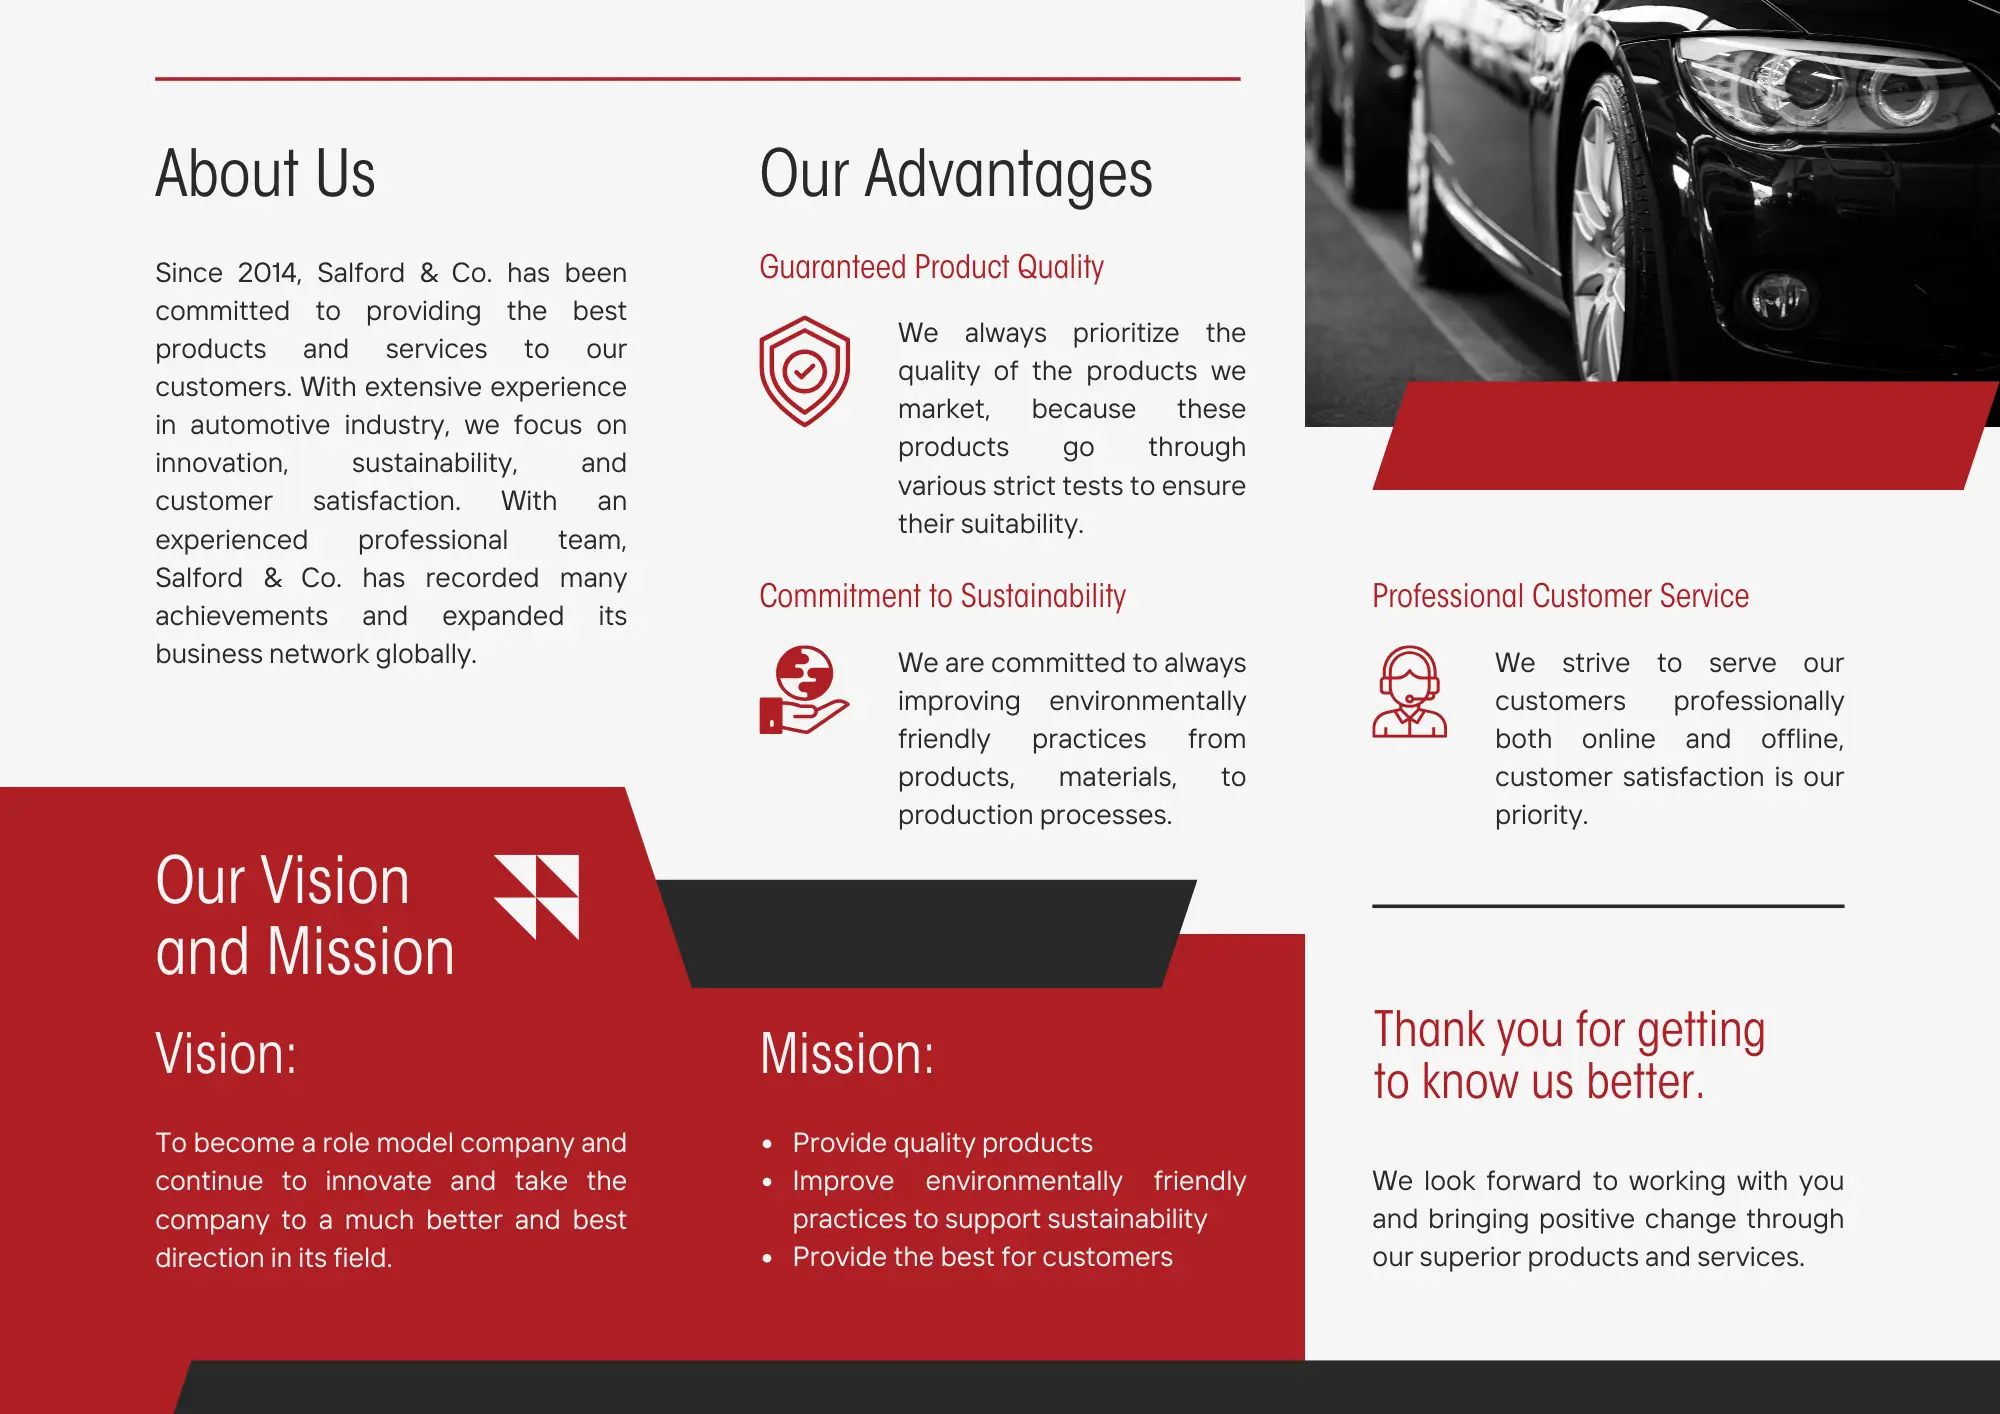 About Us
Since 2014, Salford & Co. has been
committed to providing the best
products and services to our
customers. With extensive experience
in automotive industry, we focus on
innovation, sustainability, and
customer satisfaction. With an
experienced professional team,
Salford & Co. has recorded many
achievements and expanded its
business network globally.
Our Advantages
Guaranteed Product Quality
We always prioritize the
quality of the products we
market, because these
products go through
various strict tests to ensure
their suitability.
Commitment to Sustainability
We are committed to always
improving environmentally
friendly practices from
products, materials, to
production processes.
Professional Customer Service
We strive to serve our
customers professionally
both online and offline,
customer satisfaction is our
priority.
Our Vision
and Mission
Vision:
To become a role model company and
continue to innovate and take the
company to a much better and best
direction in its field.
Mission:
• Provide quality products
• Improve environmentally friendly
practices to support sustainability
• Provide the best for customers
Thank you for getting
to know us better.
We look forward to working with you
and bringing positive change through
our superior products and services.